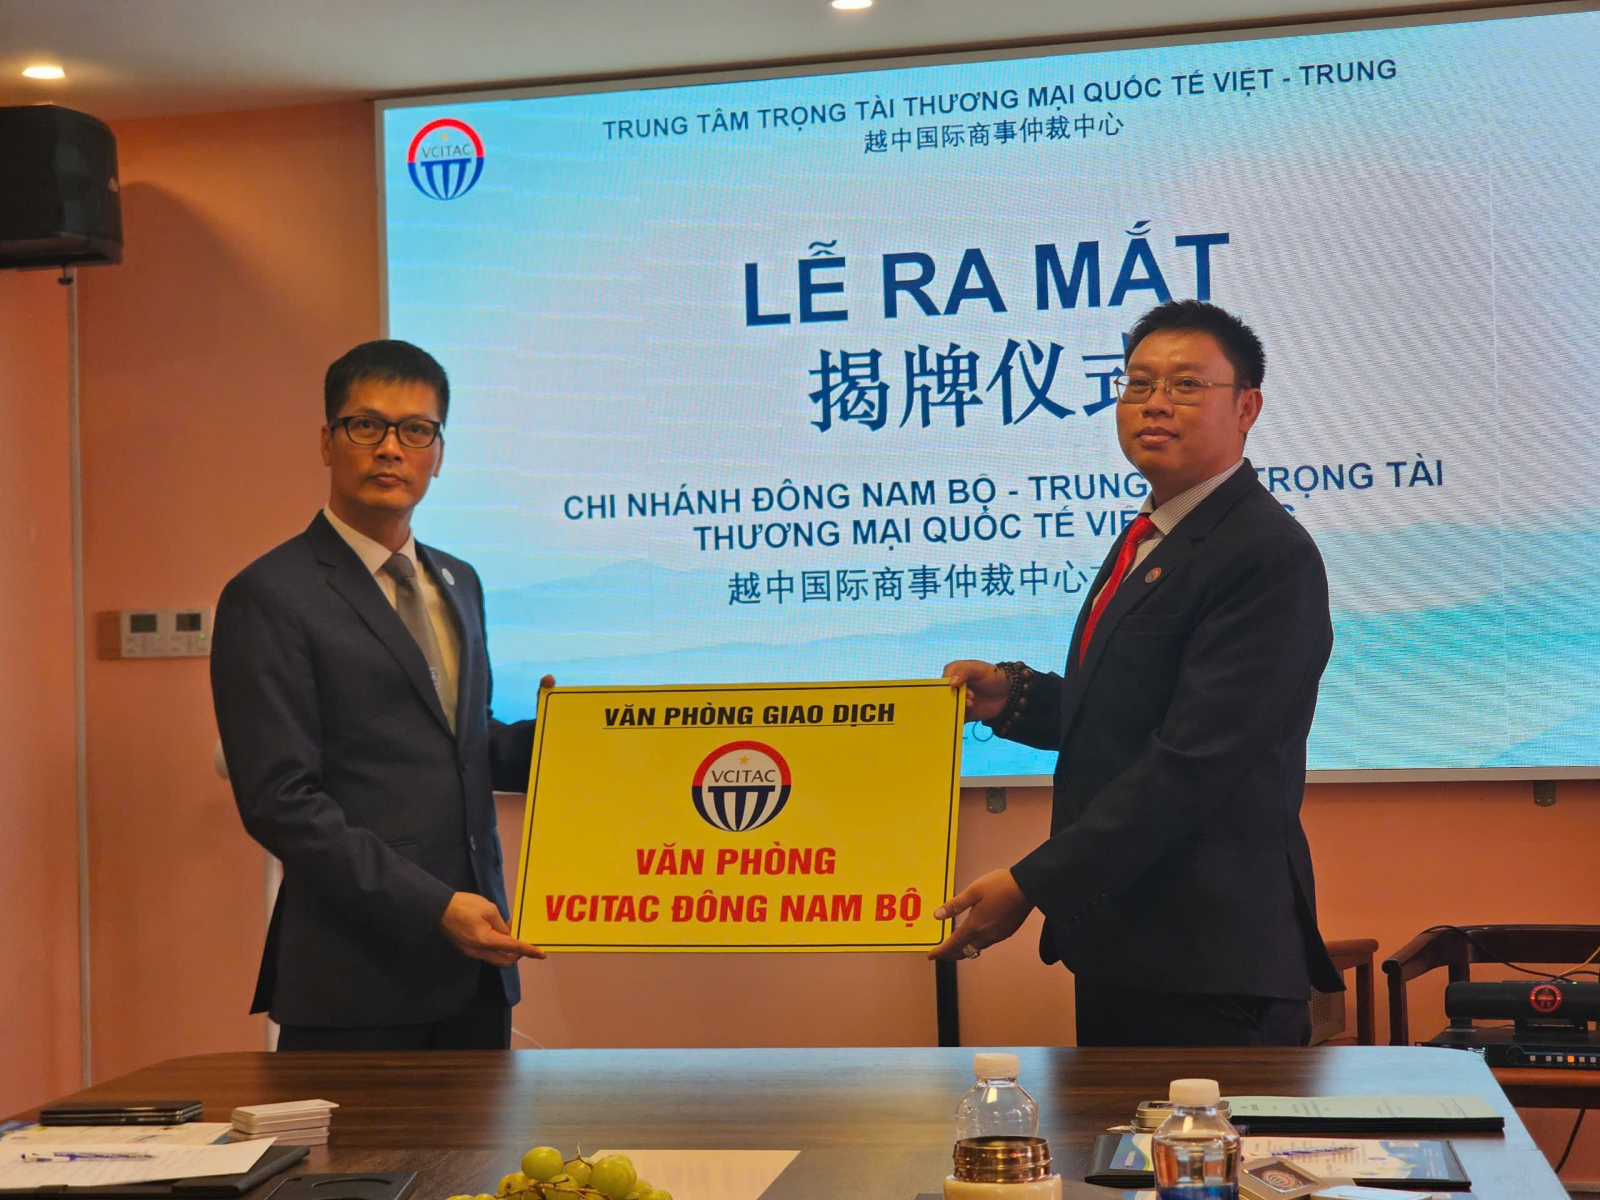 TRUNG TÂM TRỌNG TÀI THƯƠNG MẠI QUỐC TẾ VIỆT - TRUNG
越中国际商事仲裁中心
VCITAC
LỄ RA MẮT
揭牌仪式
CHI NHÁNH ĐÔNG NAM BỘ - TRUNG TRỌNG TÀI
THƯƠNG MẠI QUỐC TẾ
越中国际商事仲裁中心
VĂN PHÒNG GIAO DỊCH
VCITAC
VĂN PHÒNG
VCITAC ĐÔNG NAM BỘ